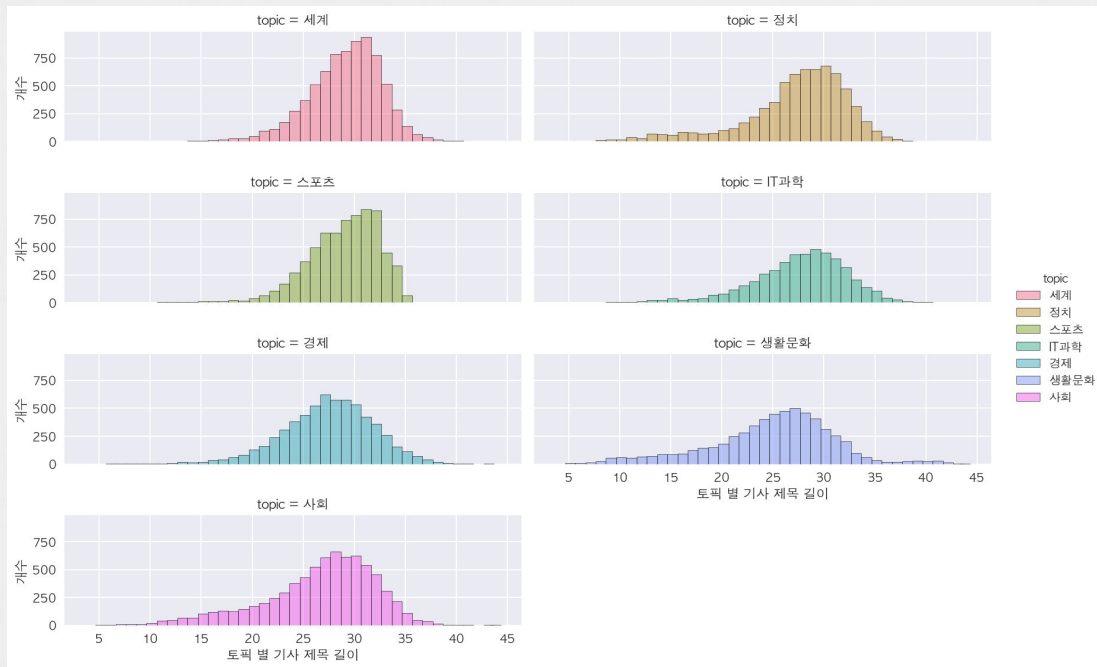 topic = 세계
개수
750
500
250
0
topic = 정치
topic = 스포츠
개수
750
500
250
0
topic = IT과학
topic = 경제
개수
750
500
250
0
topic = 생활문화
5 10 15 20 25 30 35 40 45
토픽 별 기사 제목 길이
topic = 사회
개수
750
500
250
0
5 10 15 20 25 30 35 40 45
토픽 별 기사 제목 길이
topic
세계
정치
스포츠
IT과학
경제
생활문화
사회